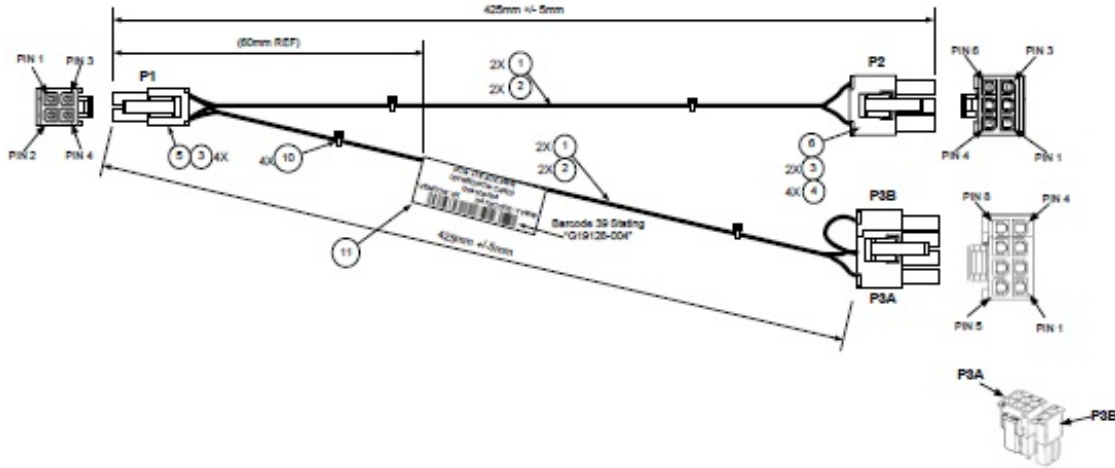 425mm +/- 5mm
(60mm REF)
PIN 1
PIN 3
P1
2X 1
2X 2
P2
PIN 6
PIN 3
PIN 2
PIN 4
5 3 4X
4X 10
2X 1
2X 2
6
2X 3
4X 4
PIN 4
PIN 1
P3B
PIN 8
PIN 4
Barcode 39 Stating
"G19128-004"
11
425mm +/-5mm
P3A
PIN 5
PIN 1
P3A
P3B